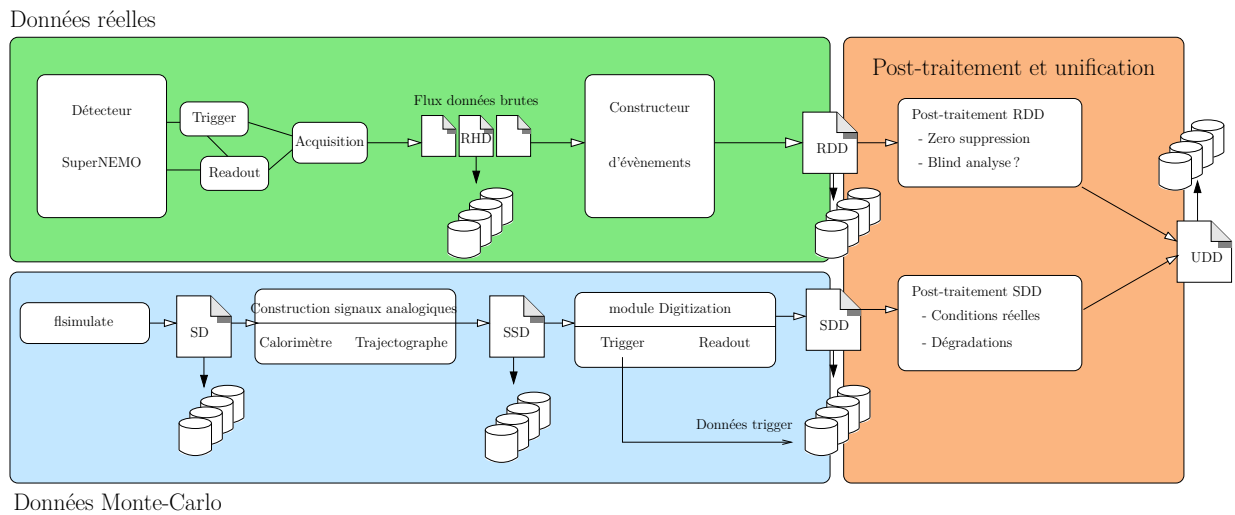 Données réelles
Post-traitement et unification
Détecteur
SuperNEMO
Trigger
Readout
Acquisition
Flux données brutes
RHD
Constructeur
d'évènements
RDD
Post-traitement RDD
- Zero suppression
- Blind analyse ?
UDD
flsimulate
SD
Construction signaux analogiques
Calorimètre
Trajectographe
SSD
module Digitization
Trigger
Readout
Données trigger
SDD
Post-traitement SDD
- Conditions réelles
- Dégradations
Données Monte-Carlo